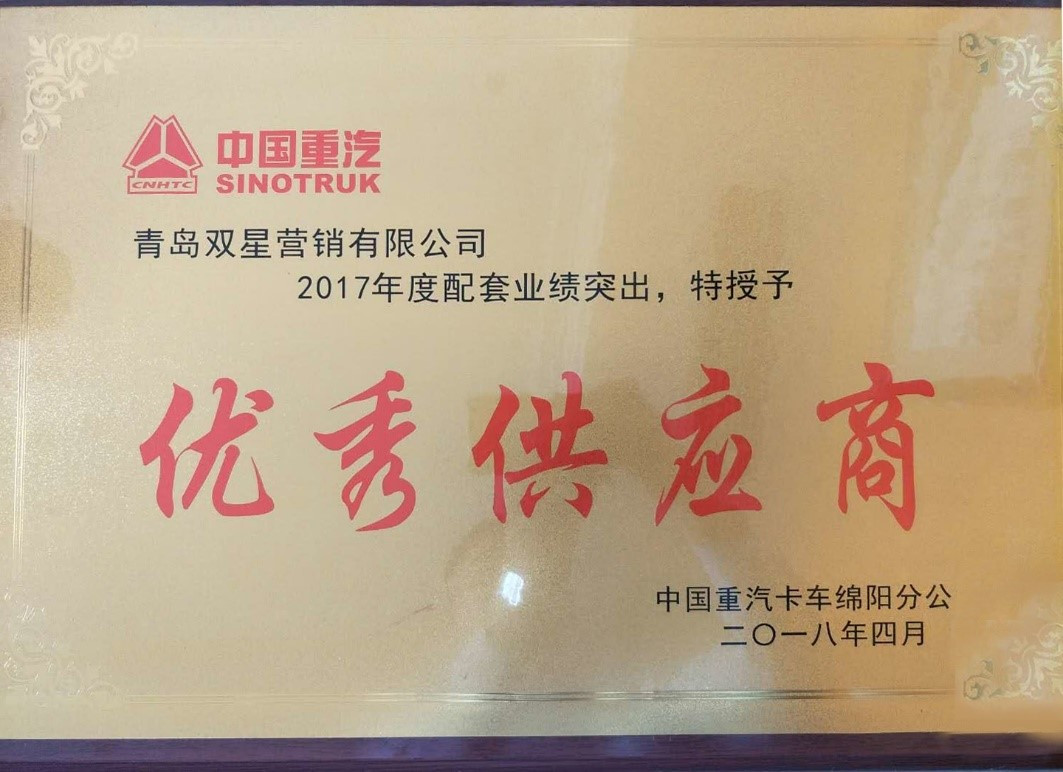 中国重汽
CNHTC SINOTRUK
青岛双星营销有限公司
2017年度配套业绩突出，特授予
优秀供应商
中国重汽卡车绵阳分公
二〇一八年四月